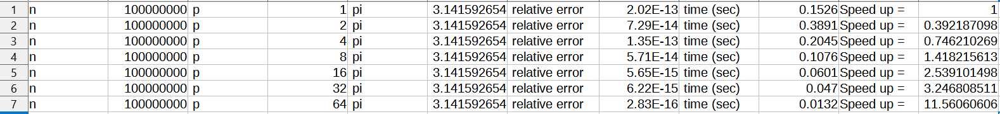 1 n 100000000 p 1 pi 3.141592654 relative error 2.02E-13 time (sec) 0.1526 Speed up = 1
2 n 100000000 p 2 pi 3.141592654 relative error 7.29E-14 time (sec) 0.3891 Speed up = 0.392187098
3 n 100000000 p 4 pi 3.141592654 relative error 1.35E-13 time (sec) 0.2045 Speed up = 0.746210269
4 n 100000000 p 8 pi 3.141592654 relative error 5.71E-14 time (sec) 0.1076 Speed up = 1.418215613
5 n 100000000 p 16 pi 3.141592654 relative error 5.65E-15 time (sec) 0.0601 Speed up = 2.539101498
6 n 100000000 p 32 pi 3.141592654 relative error 6.22E-15 time (sec) 0.047 Speed up = 3.246808511
7 n 100000000 p 64 pi 3.141592654 relative error 2.83E-16 time (sec) 0.0132 Speed up = 11.56060606